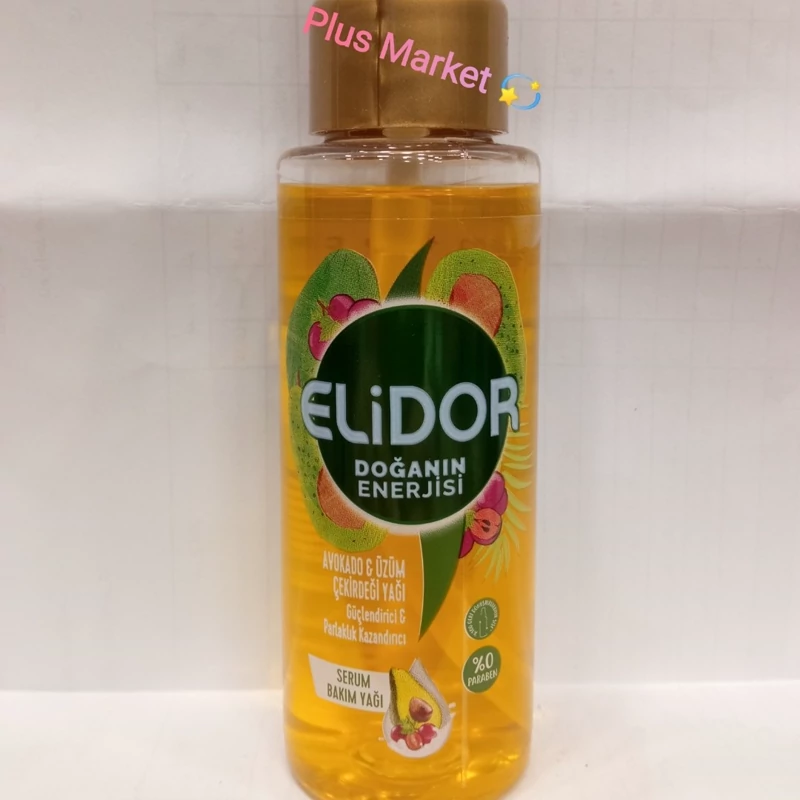 Plus Market
ELiDOR
DOĞANIN
ENERJİSİ
AVOKADO & ÜZÜM
ÇEKİRDEĞİ YAĞI
Güçlendirici &
Parlaklık Kazandırıcı
SERUM
BAKIM YAĞI
%0
PARABEN